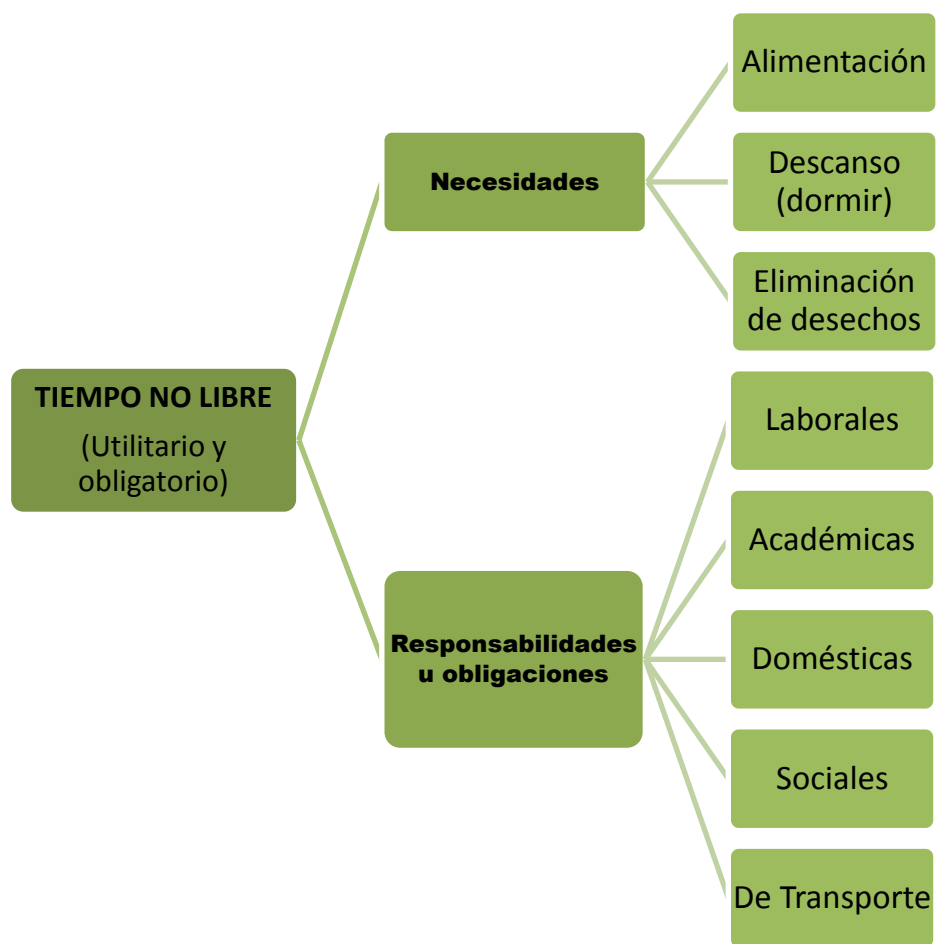 TIEMPO NO LIBRE
(Utilitario y
obligatorio)
Necesidades
Alimentación
Descanso
(dormir)
Eliminación
de desechos
Responsabilidades
u obligaciones
Laborales
Académicas
Domésticas
Sociales
De Transporte